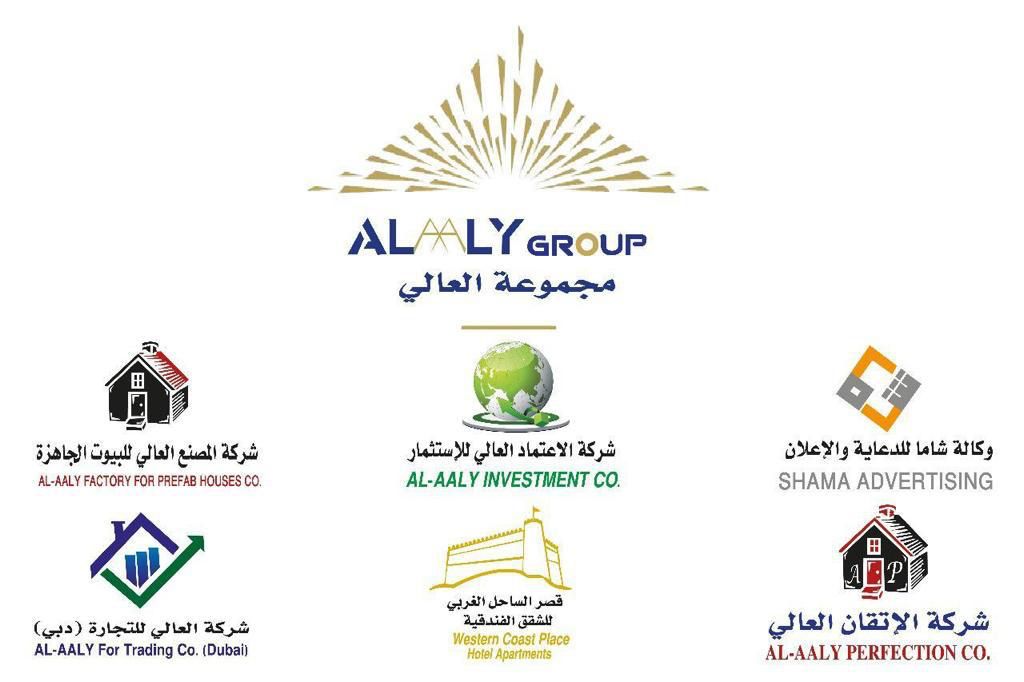 ALAALY GROUP
مجموعة العالي
شركة المصنع العالي للبيوت الجاهزة
AL-AALY FACTORY FOR PREFAB HOUSES CO.
شركة الاعتماد العالي للإستثمار
AL-AALY INVESTMENT CO.
وكالة شاما للدعاية والإعلان
SHAMA ADVERTISING
شركة العالي للتجارة (دبي)
AL-AALY For Trading Co. (Dubai)
قصر الساحل الغربي
للشقق الفندقية
Western Coast Place
Hotel Apartments
A P
شركة الإتقان العالي
AL-AALY PERFECTION CO.